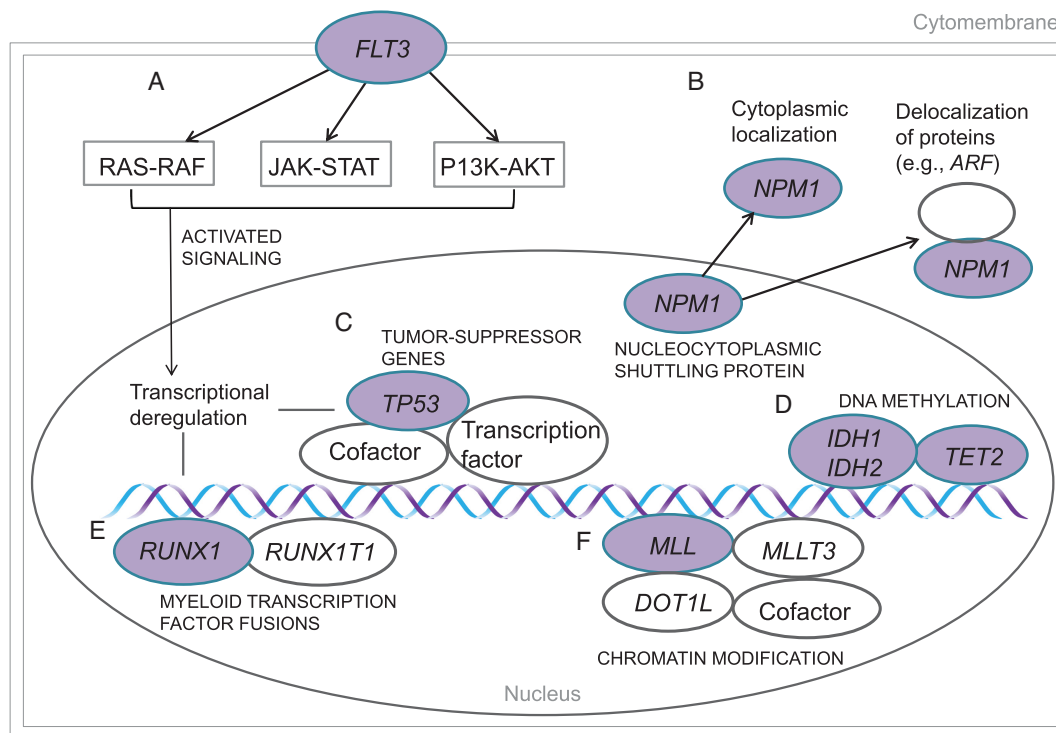 Cytomembrane
FLT3
A
RAS-RAF
JAK-STAT
P13K-AKT
ACTIVATED
SIGNALING
B
Cytoplasmic
localization
NPM1
Delocalization
of proteins
(e.g., ARF)
NPM1
NPM1
NUCLEOCYTOPLASMIC
SHUTTLING PROTEIN
C
TUMOR-SUPPRESSOR
GENES
Transcriptional
deregulation
TP53
Cofactor
Transcription
factor
D
DNA METHYLATION
IDH1
IDH2
TET2
E
RUNX1
RUNX1T1
MYELOID TRANSCRIPTION
FACTOR FUSIONS
F
MLL
MLLT3
DOT1L
Cofactor
CHROMATIN MODIFICATION
Nucleus